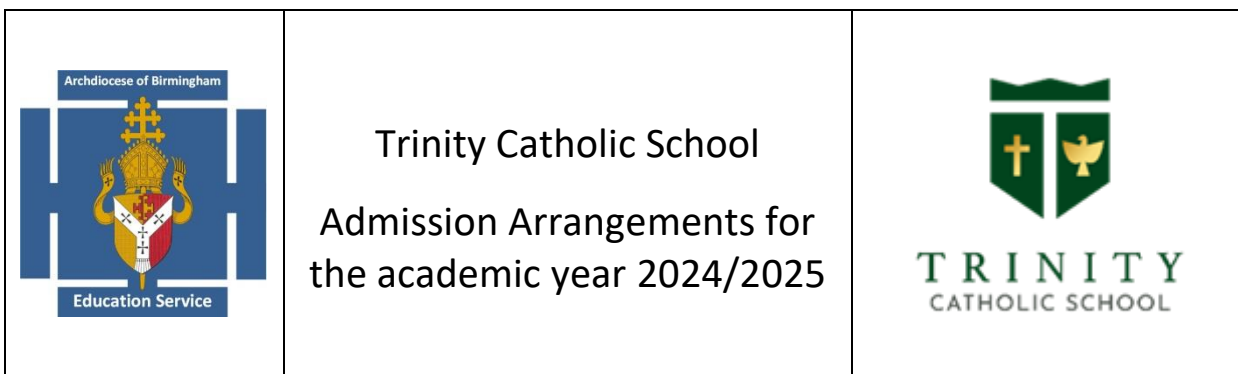 Archdiocese of Birmingham
Education Service
Trinity Catholic School
Admission Arrangements for
the academic year 2024/2025
TRINITY
CATHOLIC SCHOOL